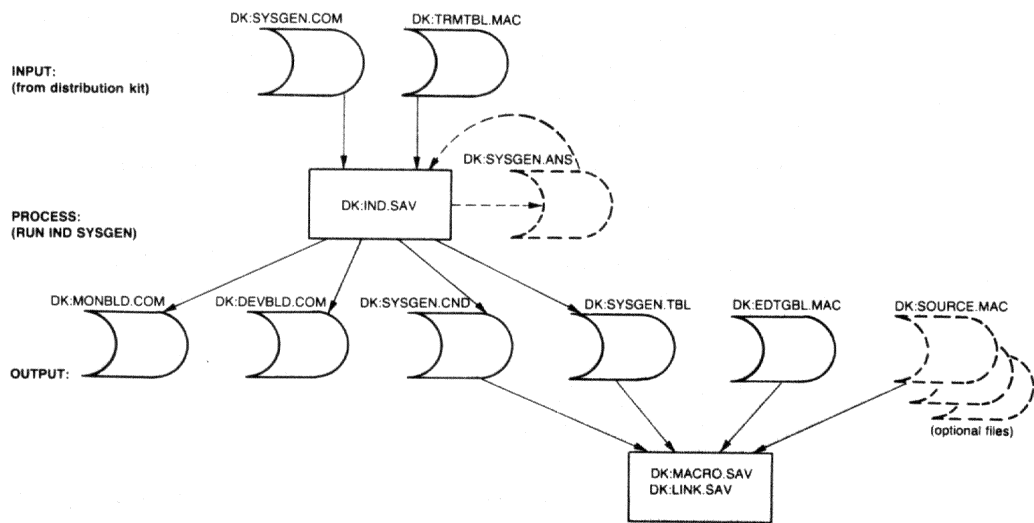 DK:SYSGEN.COM
DK:TRMTBL.MAC
INPUT:
(from distribution kit)
DK:SYSGEN.ANS
DK:IND.SAV
PROCESS:
(RUN IND SYSGEN)
DK:MONBLD.COM
DK:DEVBLD.COM
DK:SYSGEN.CND
DK:SYSGEN.TBL
DK:EDTGBL.MAC
DK:SOURCE.MAC
OUTPUT:
(optional files)
DK:MACRO.SAV
DK:LINK.SAV